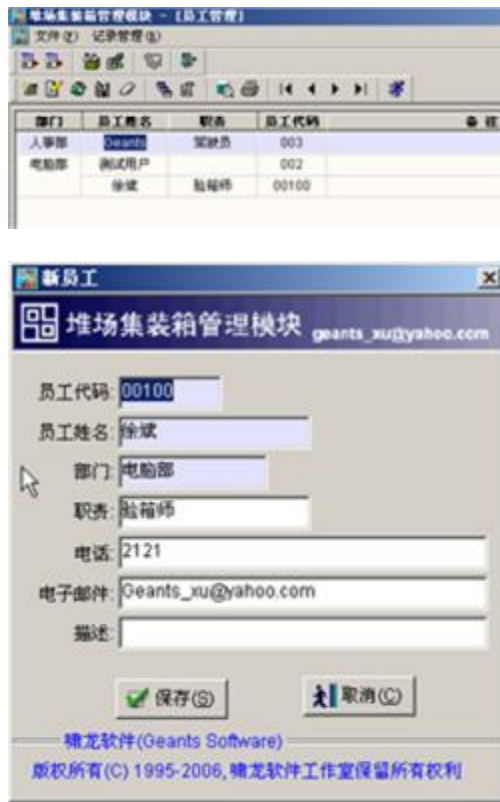 堆场集装箱管理模块 - [员工管理]
文件(Z) 记录管理(U)
部门 员工姓名 职责 员工代码 备注
人事部 Geants 驾驶员 003
电脑部 测试用户 002
徐斌 验箱师 00100
新员工
堆场集装箱管理模块 geants_xu@yahoo.com
员工代码: 00100
员工姓名: 徐斌
部门: 电脑部
职责: 验箱师
电话: 2121
电子邮件: Geants_xu@yahoo.com
描述:
保存(S) 取消(C)
啸龙软件(Geants Software)
版权所有(C) 1995-2006, 啸龙软件工作室保留所有权利